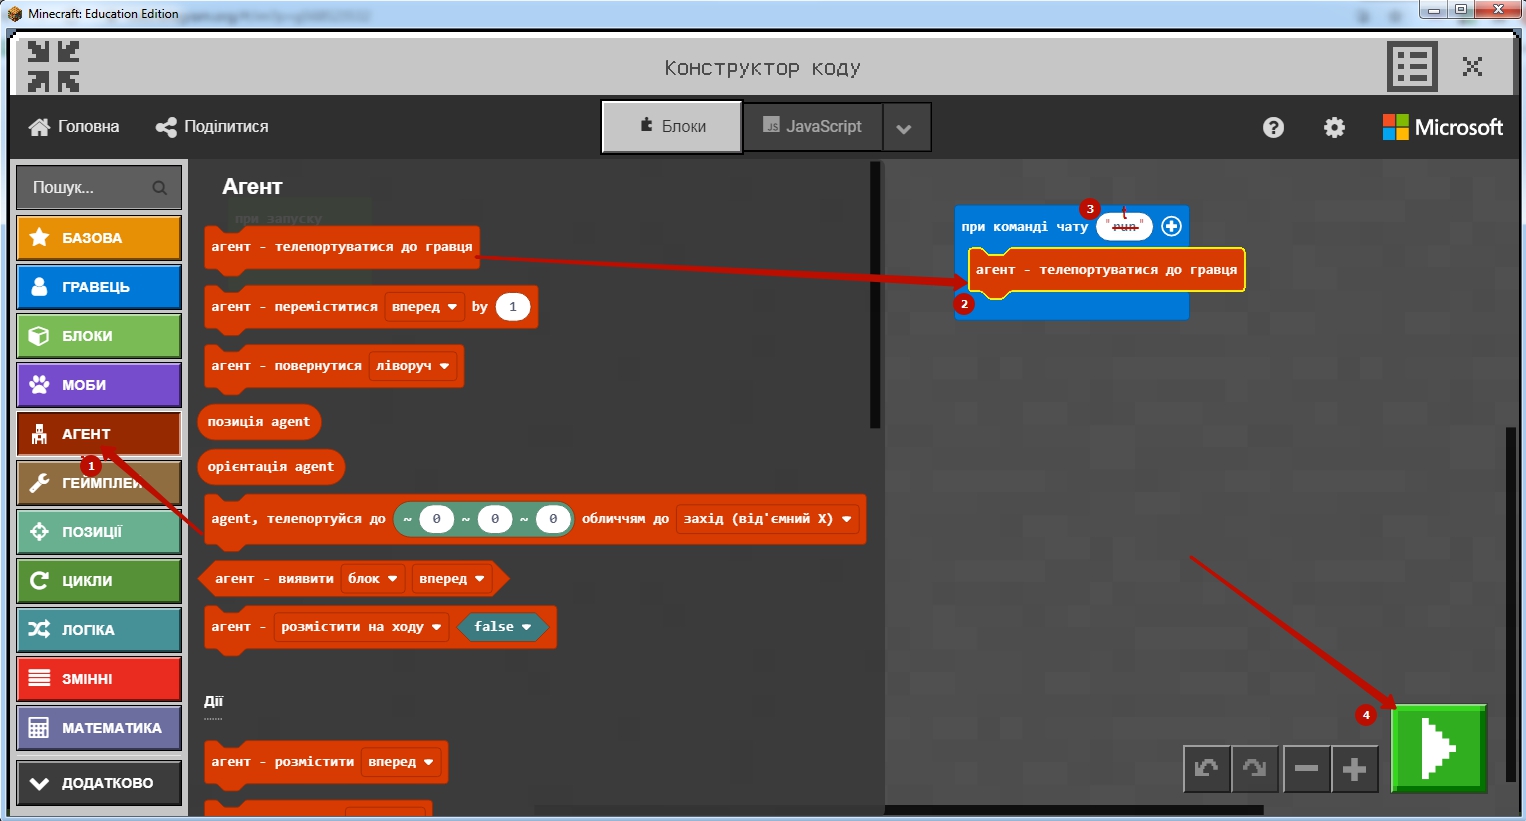 Minecraft: Education Edition
Конструктор коду
Головна
Поділитися
Блоки
JS JavaScript
?
Microsoft
Пошук...
БАЗОВА
ГРАВЕЦЬ
БЛОКИ
МОБИ
АГЕНТ
1
ГЕЙМПЛЕЙ
ПОЗИЦІЇ
ЦИКЛИ
ЛОГІКА
ЗМІННІ
МАТЕМАТИКА
ДОДАТКОВО
Агент
при запуску
агент - телепортуватися до гравця
агент - переміститися вперед by 1
агент - повернутися ліворуч
позиція agent
орієнтація agent
agent, телепортуйся до ~ 0 ~ 0 ~ 0 обличчям до захід (від'ємний X)
агент - виявити блок вперед
агент - розмістити на ходу false
Дії
агент - розмістити вперед
3 t
при команді чату "run"
агент - телепортуватися до гравця
2
4